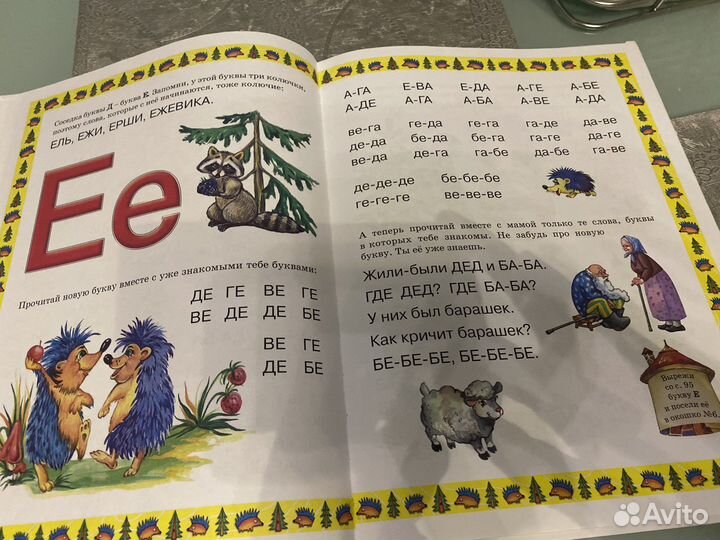 Соседка буквы Д – буква Е. Запомни, у этой буквы три колючки,
поэтому слова, которые с неё начинаются, тоже колючие:
ЕЛЬ, ЕЖИ, ЕРШИ, ЕЖЕВИКА.
Ее
Прочитай новую букву вместе с уже знакомыми тебе буквами:
ДЕ ГЕ ВЕ ГЕ
ВЕ ДЕ ДЕ БЕ
ВЕ ГЕ
ДЕ БЕ
А-ГА Е-ВА Е-ДА А-ГЕ А-БЕ
А-ДЕ А-ГА А-БА А-ВЕ А-ДА
ве-га ге-да га-га га-де да-ве
де-да бе-да бе-га га-ге да-ге
ве-да де-га га-бе да-бе га-ве
де-де-де бе-бе-бе
ге-ге-ге ве-ве-ве
А теперь прочитай вместе с мамой только те слова, буквы
в которых тебе знакомы. Не забудь про новую
букву. Ты её уже знаешь.
Жили-были ДЕД и БА-БА.
ГДЕ ДЕД? ГДЕ БА-БА?
У них был барашек.
Как кричит барашек?
БЕ-БЕ-БЕ, БЕ-БЕ-БЕ.
Вырежи
со с. 95
букву Е
и посели её
в окошко №6.
Avito